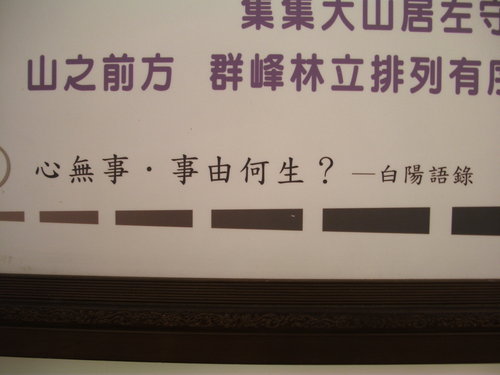 集集大山居左守
山之前方 群峰林立排列有序
心無事·事由何生？—白陽語錄